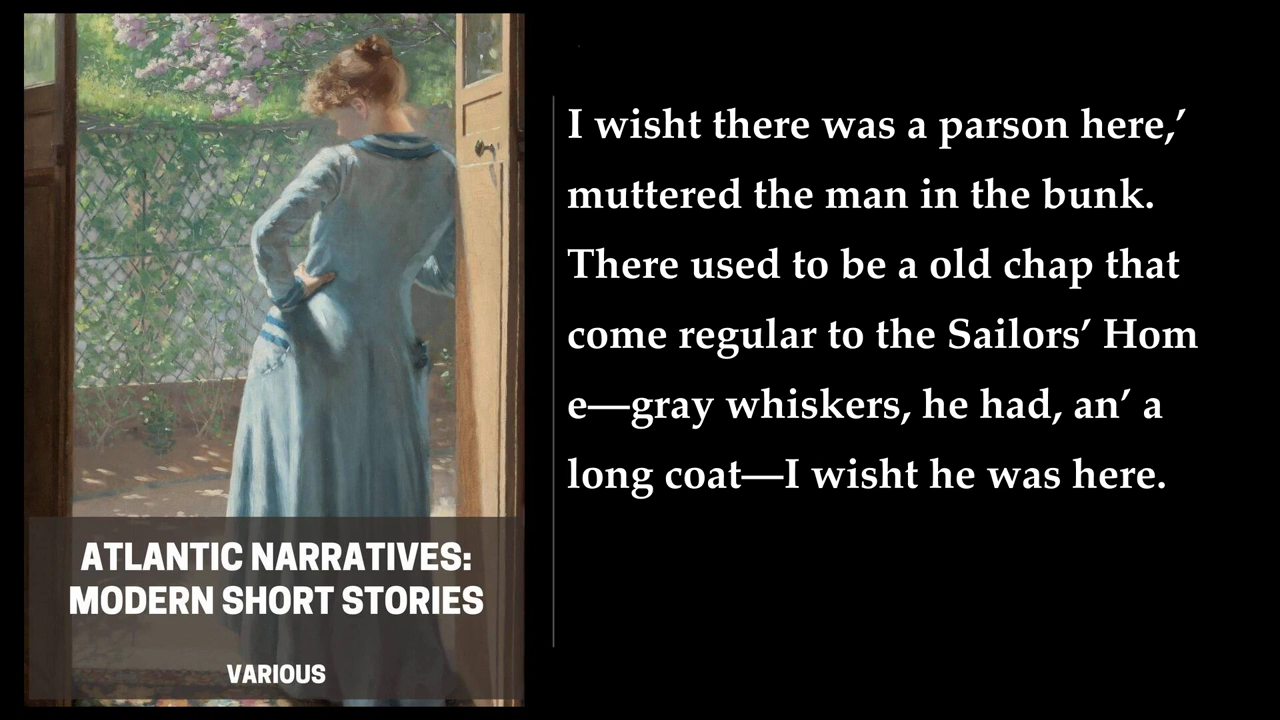 I wisht there was a parson here,’
muttered the man in the bunk.
There used to be a old chap that
come regular to the Sailors’ Hom
e—gray whiskers, he had, an’ a
long coat—I wisht he was here.
ATLANTIC NARRATIVES:
MODERN SHORT STORIES
VARIOUS